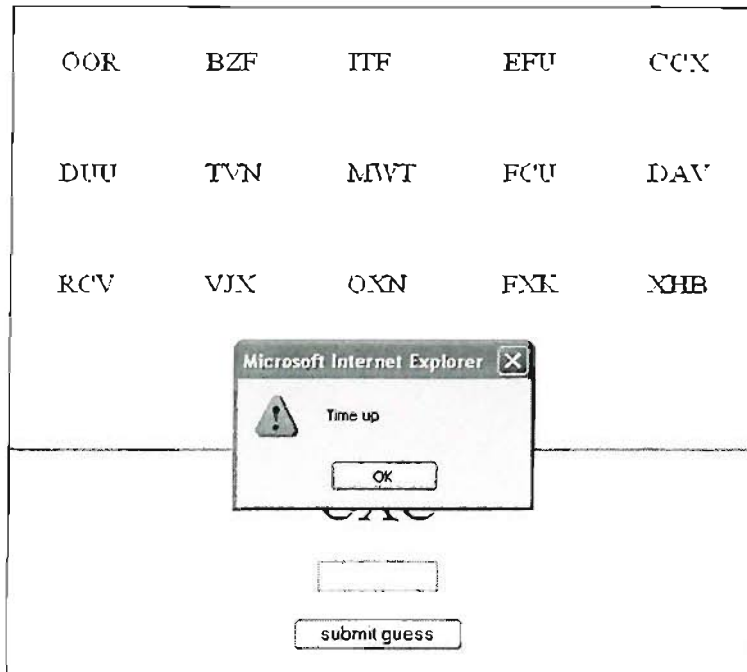 OOR BZF ITF EFU CCX
DUU TVN MWT FCU DAV
RCV VJX OXN FXK XHB
Microsoft Internet Explorer
Time up
OK
submit guess